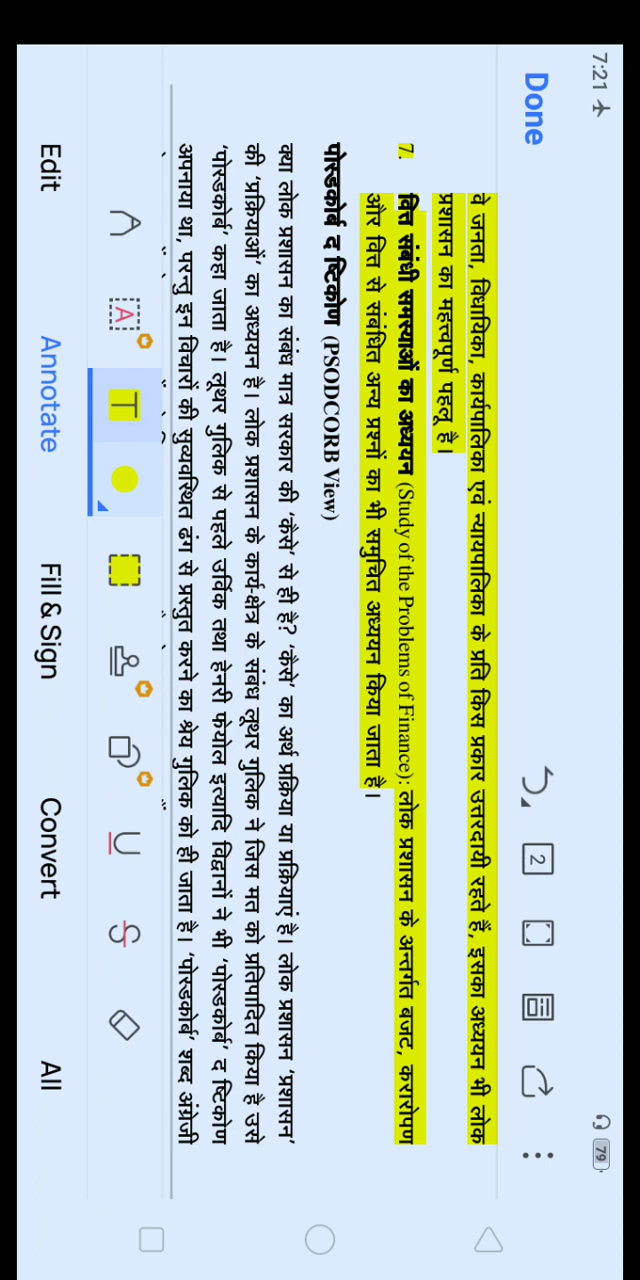 7:21
79
Done
2
वे जनता, विधायिका, कार्यपालिका एवं न्यायपालिका के प्रति किस प्रकार उत्तरदायी रहते हैं, इसका अध्ययन भी लोक
प्रशासन का महत्त्वपूर्ण पहलू है।
7. वित्त संबंधी समस्याओं का अध्ययन (Study of the Problems of Finance): लोक प्रशासन के अन्तर्गत बजट, करारोपण
और वित्त से संबंधित अन्य प्रश्नों का भी समुचित अध्ययन किया जाता है।
पोस्डकोर्ब द ष्टिकोण (PSODCORB View)
क्या लोक प्रशासन का संबंध मात्र सरकार की 'कैसे' से ही है? 'कैसे' का अर्थ प्रक्रिया या प्रक्रियाएं है। लोक प्रशासन 'प्रशासन'
की 'प्रक्रियाओं' का अध्ययन है। लोक प्रशासन के कार्य-क्षेत्र के संबंध लूथर गुलिक ने जिस मत को प्रतिपादित किया है उसे
'पोस्डकोर्ब' कहा जाता है। लूथर गुलिक से पहले उर्विक तथा हेनरी फेयोल इत्यादि विद्वानों ने भी 'पोस्डकोर्ब' द ष्टिकोण
अपनाया था, परन्तु इन विचारों की सुव्यवस्थित ढंग से प्रस्तुत करने का श्रेय गुलिक को ही जाता है। 'पोस्डकोर्ब' शब्द अंग्रेजी
Edit Annotate Fill & Sign Convert All